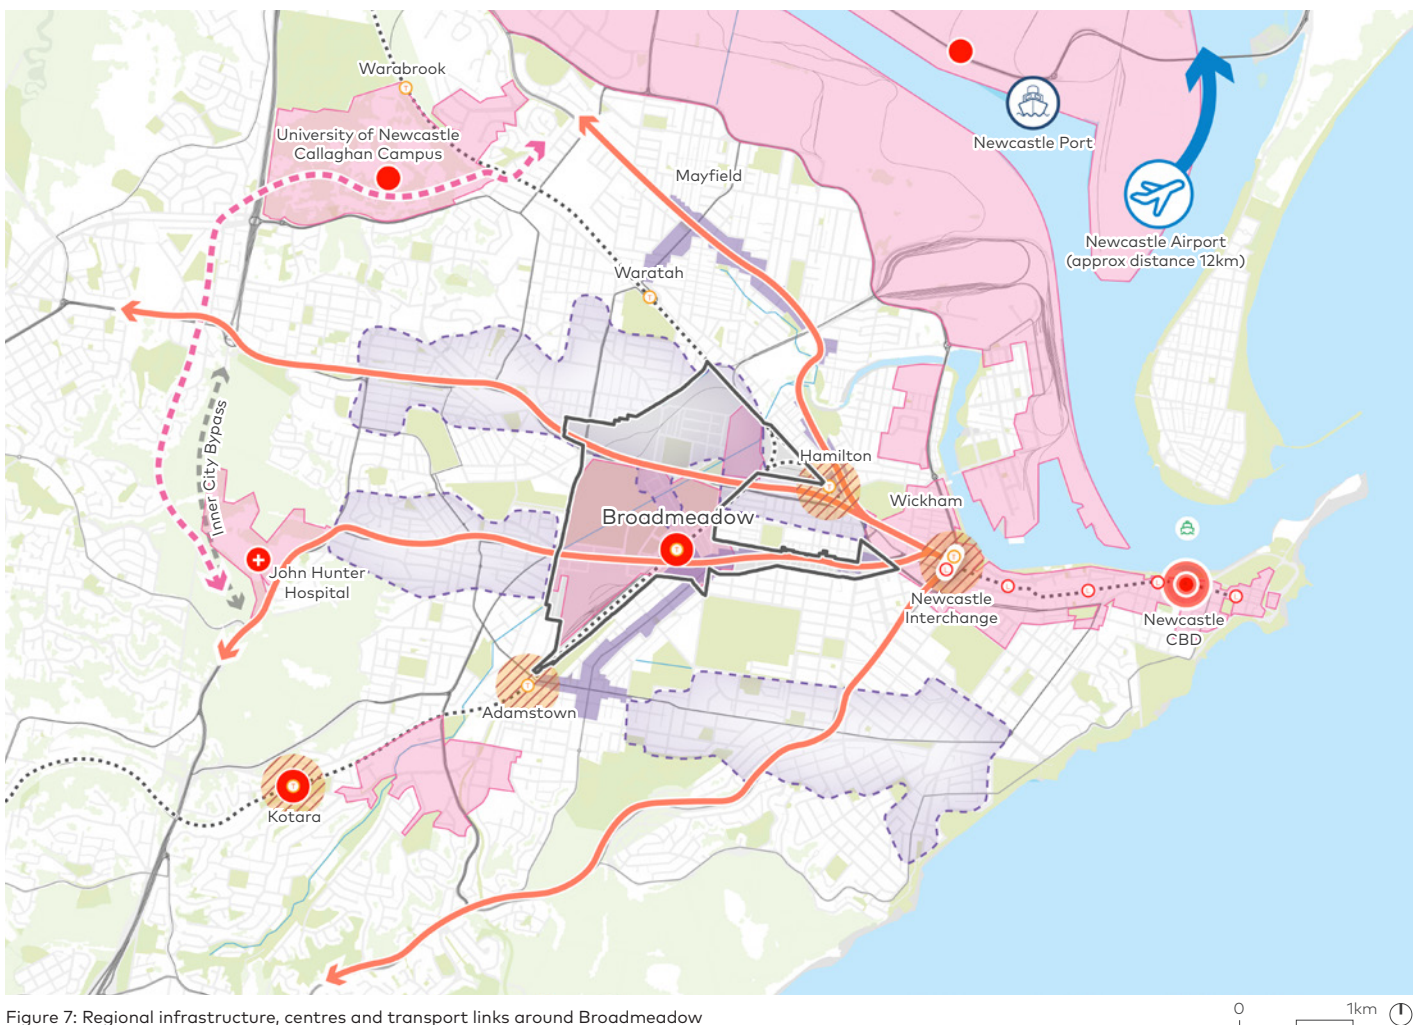 Warabrook
University of Newcastle
Callaghan Campus
Mayfield
Newcastle Port
Newcastle Airport
(approx distance 12km)
Waratah
Inner City Bypass
Hamilton
Wickham
Broadmeadow
John Hunter
Hospital
Newcastle
Interchange
Newcastle
CBD
Adamstown
Kotara
0
1km
Figure 7: Regional infrastructure, centres and transport links around Broadmeadow